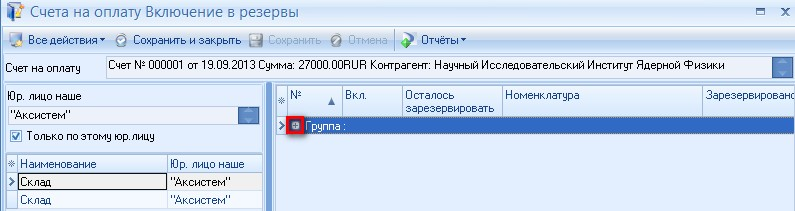 Счета на оплату Включение в резервы
Все действия Сохранить и закрыть Сохранить Отмена Отчёты
Счет на оплату Счет № 000001 от 19.09.2013 Сумма: 27000.00RUR Контрагент: Научный Исследовательский Институт Ядерной Физики
Юр. лицо наше
"Аксистем"
Только по этому юр.лицу
Наименование Юр. лицо наше
Склад "Аксистем"
Склад "Аксистем"
№ Вкл. Осталось зарезервировать Номенклатура Зарезервировано
Группа :